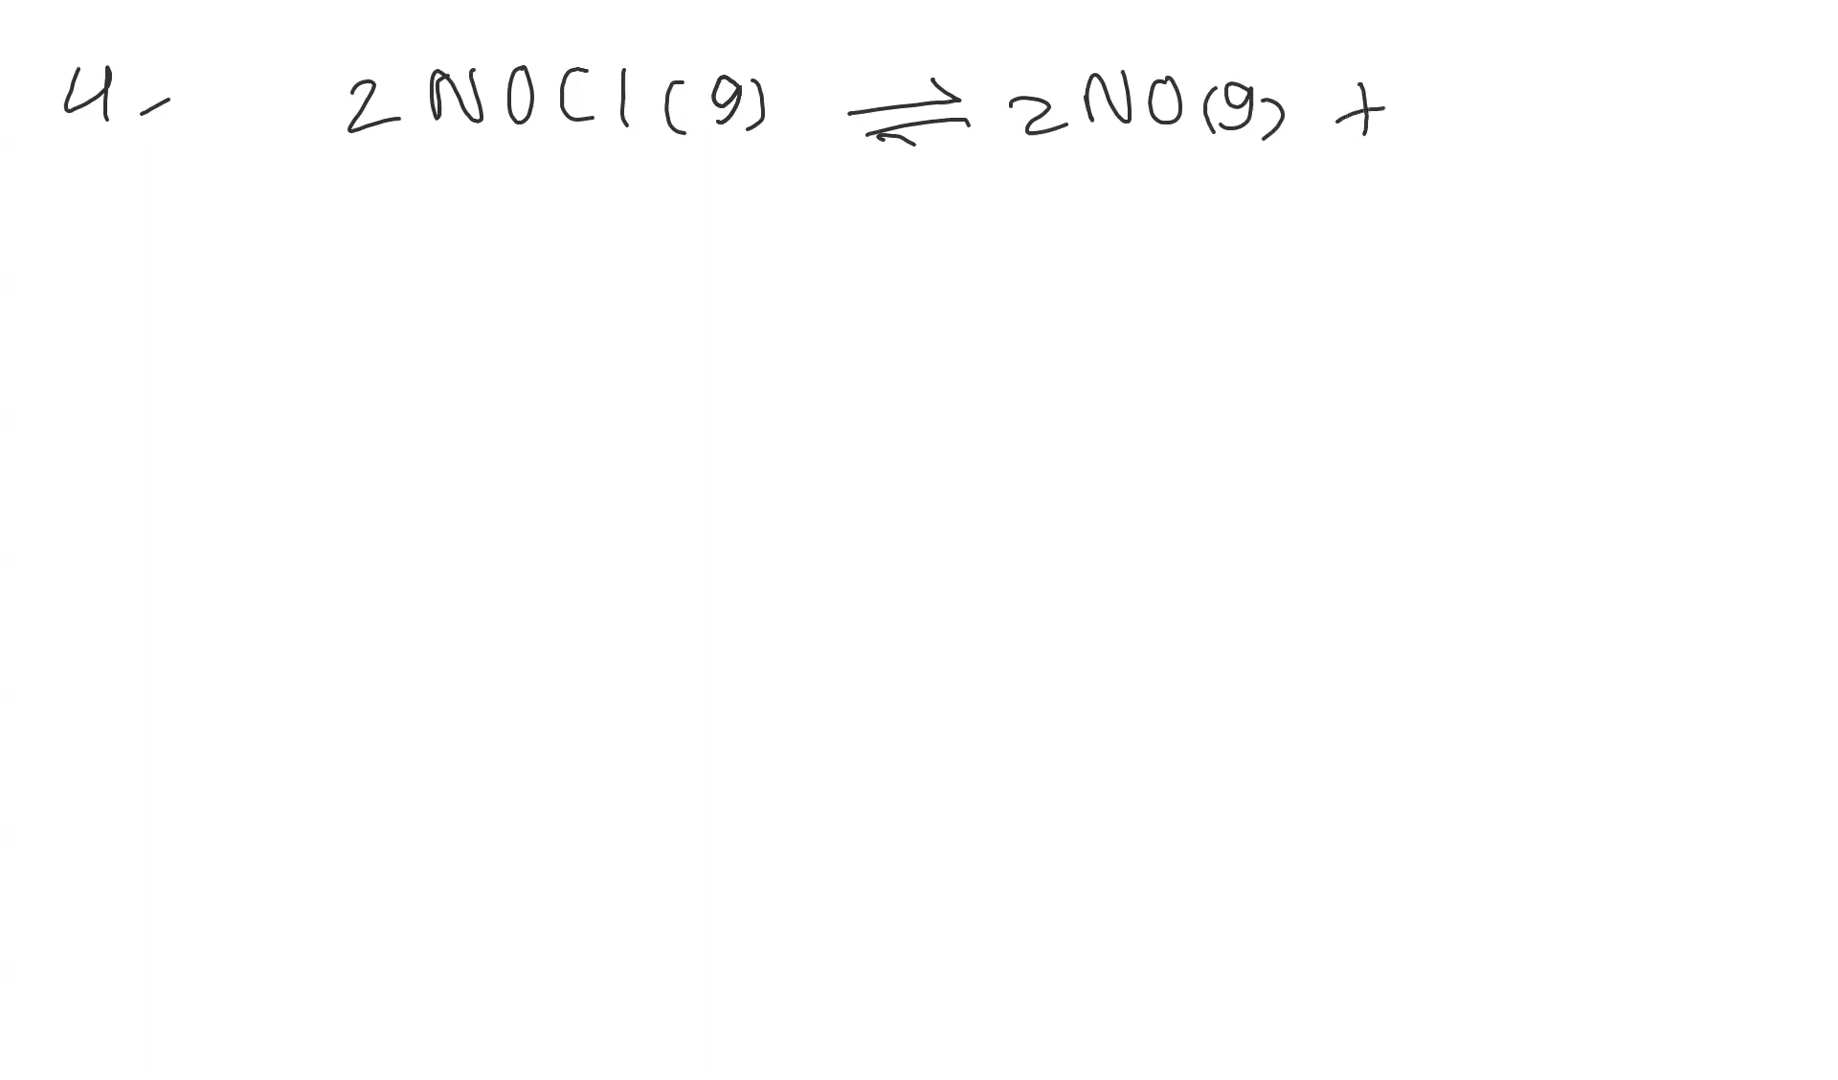 4- 2NOCl(g) ⇌ 2NO(g) +